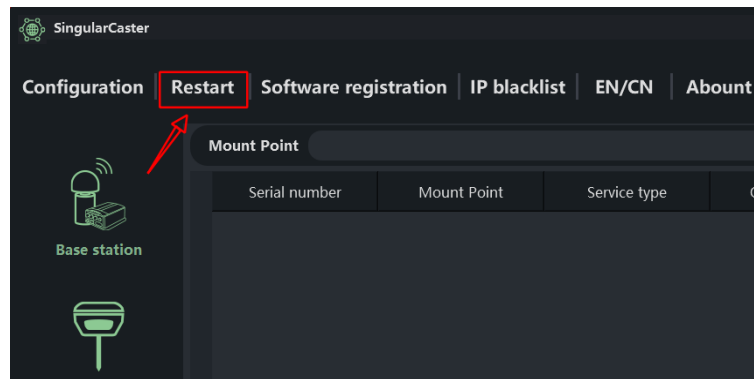 SingularCaster
Configuration Restart Software registration IP blacklist EN/CN Abount
Mount Point
Serial number Mount Point Service type
Base station